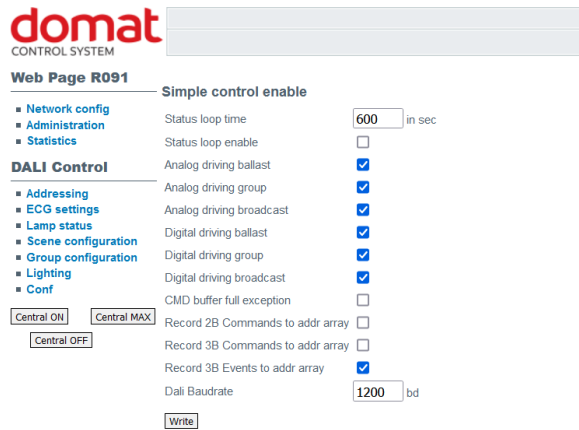 domat
CONTROL SYSTEM
Web Page R091
Network config
Administration
Statistics
DALI Control
Addressing
ECG settings
Lamp status
Scene configuration
Group configuration
Lighting
Conf
Central ON Central MAX
Central OFF
Simple control enable
Status loop time 600 in sec
Status loop enable
Analog driving ballast
Analog driving group
Analog driving broadcast
Digital driving ballast
Digital driving group
Digital driving broadcast
CMD buffer full exception
Record 2B Commands to addr array
Record 3B Commands to addr array
Record 3B Events to addr array
Dali Baudrate 1200 bd
Write